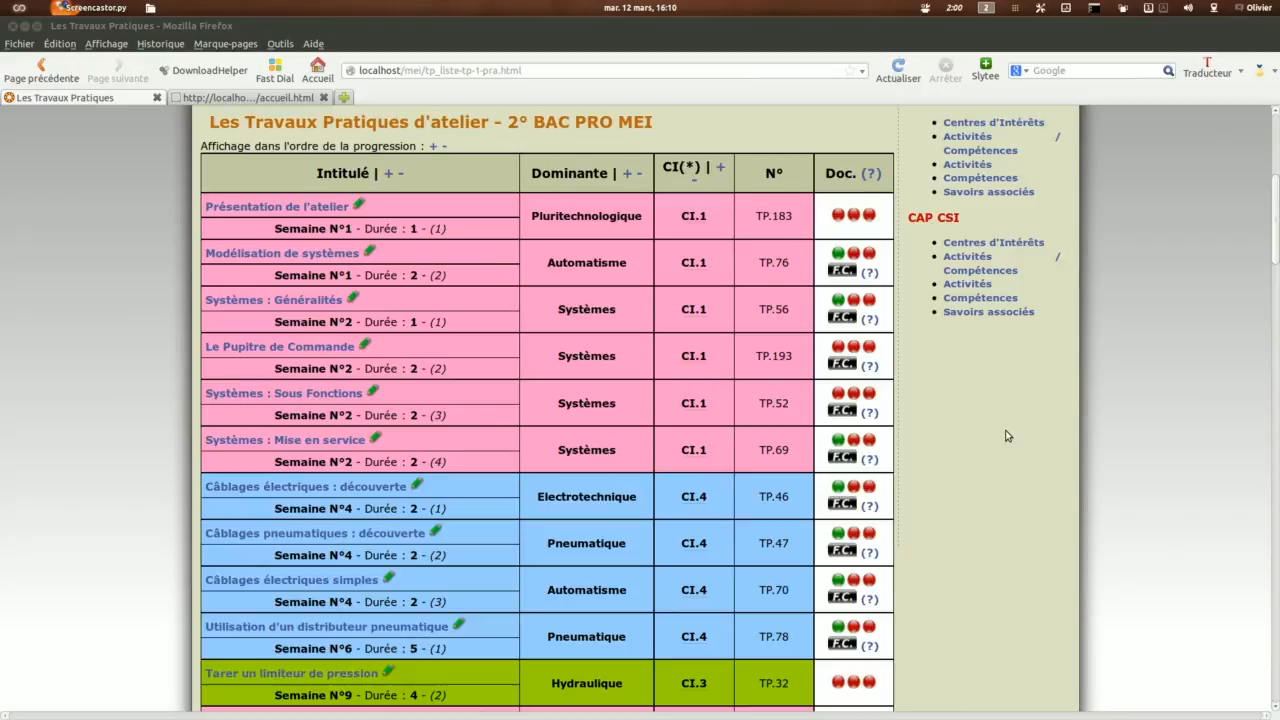 Screencastor.py
mar. 12 mars, 16:10
2:00
2
1
Olivier
Les Travaux Pratiques - Mozilla Firefox
Fichier Édition Affichage Historique Marque-pages Outils Aide
Page précédente
Page suivante
DownloadHelper
Fast Dial
Accueil
localhost/mei/tp_liste-tp-1-pra.html
Actualiser
Arrêter
Slytee
Google
Traducteur
Les Travaux Pratiques
http://localho.../accueil.html
Les Travaux Pratiques d'atelier - 2° BAC PRO MEI
Affichage dans l'ordre de la progression : + -
Intitulé | + - Dominante | + - CI(*) | + - N° Doc. (?)
Présentation de l'atelier
Semaine N°1 - Durée : 1 - (1)
Pluritechnologique CI.1 TP.183
Modélisation de systèmes
Semaine N°1 - Durée : 2 - (2)
Automatisme CI.1 TP.76 F.C. (?)
Systèmes : Généralités
Semaine N°2 - Durée : 1 - (1)
Systèmes CI.1 TP.56 F.C. (?)
Le Pupitre de Commande
Semaine N°2 - Durée : 2 - (2)
Systèmes CI.1 TP.193 F.C. (?)
Systèmes : Sous Fonctions
Semaine N°2 - Durée : 2 - (3)
Systèmes CI.1 TP.52 F.C. (?)
Systèmes : Mise en service
Semaine N°2 - Durée : 2 - (4)
Systèmes CI.1 TP.69 F.C. (?)
Câblages électriques : découverte
Semaine N°4 - Durée : 2 - (1)
Electrotechnique CI.4 TP.46 F.C. (?)
Câblages pneumatiques : découverte
Semaine N°4 - Durée : 2 - (2)
Pneumatique CI.4 TP.47 F.C. (?)
Câblages électriques simples
Semaine N°4 - Durée : 2 - (3)
Automatisme CI.4 TP.70 F.C. (?)
Utilisation d'un distributeur pneumatique
Semaine N°6 - Durée : 5 - (1)
Pneumatique CI.4 TP.78 F.C. (?)
Tarer un limiteur de pression
Semaine N°9 - Durée : 4 - (2)
Hydraulique CI.3 TP.32
Centres d'Intérêts
Activités /
Compétences
Activités
Compétences
Savoirs associés
CAP CSI
Centres d'Intérêts
Activités /
Compétences
Activités
Compétences
Savoirs associés